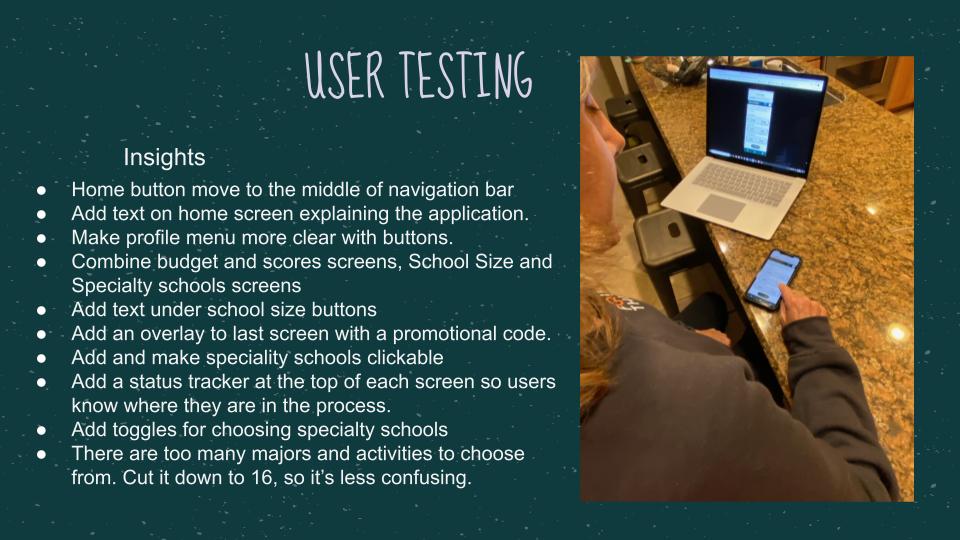 USER TESTING
Insights
● Home button move to the middle of navigation bar
● Add text on home screen explaining the application.
● Make profile menu more clear with buttons.
● Combine budget and scores screens, School Size and
Specialty schools screens
● Add text under school size buttons
● Add an overlay to last screen with a promotional code.
● Add and make speciality schools clickable
● Add a status tracker at the top of each screen so users
know where they are in the process.
● Add toggles for choosing specialty schools
● There are too many majors and activities to choose
from. Cut it down to 16, so it’s less confusing.